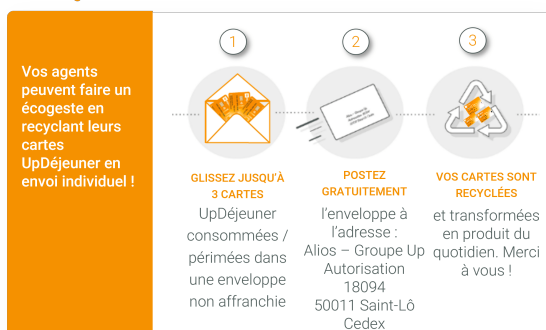 Vos agents
peuvent faire un
écogeste en
recyclant leurs
cartes
UpDéjeuner en
envoi individuel !
1
GLISSEZ JUSQU'À
3 CARTES
UpDéjeuner
consommées /
périmées dans
une enveloppe
non affranchie
2
POSTEZ
GRATUITEMENT
l'enveloppe à
l'adresse :
Alios – Groupe Up
Autorisation
18094
50011 Saint-Lô
Cedex
3
VOS CARTES SONT
RECYCLÉES
et transformées
en produit du
quotidien. Merci
à vous !